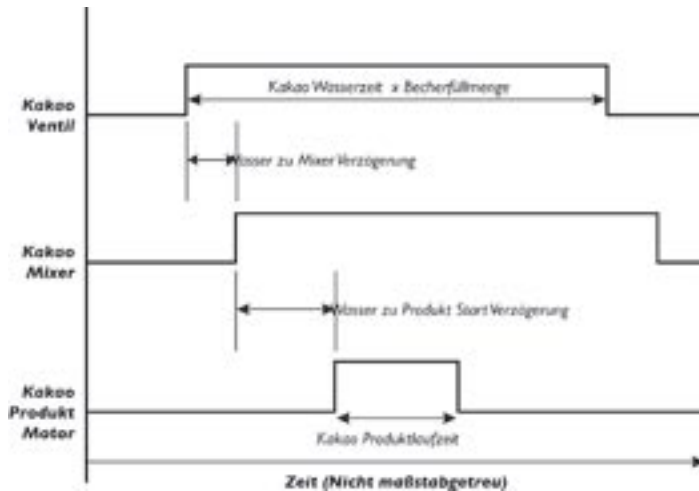 Kakao Wasserzeit x Becherfüllmenge
Kakao
Ventil
Wasser zu Mixer Verzögerung
Kakao
Mixer
Wasser zu Produkt Start Verzögerung
Kakao
Produkt
Motor
Kakao Produktlaufzeit
Zeit (Nicht maßstabgetreu)